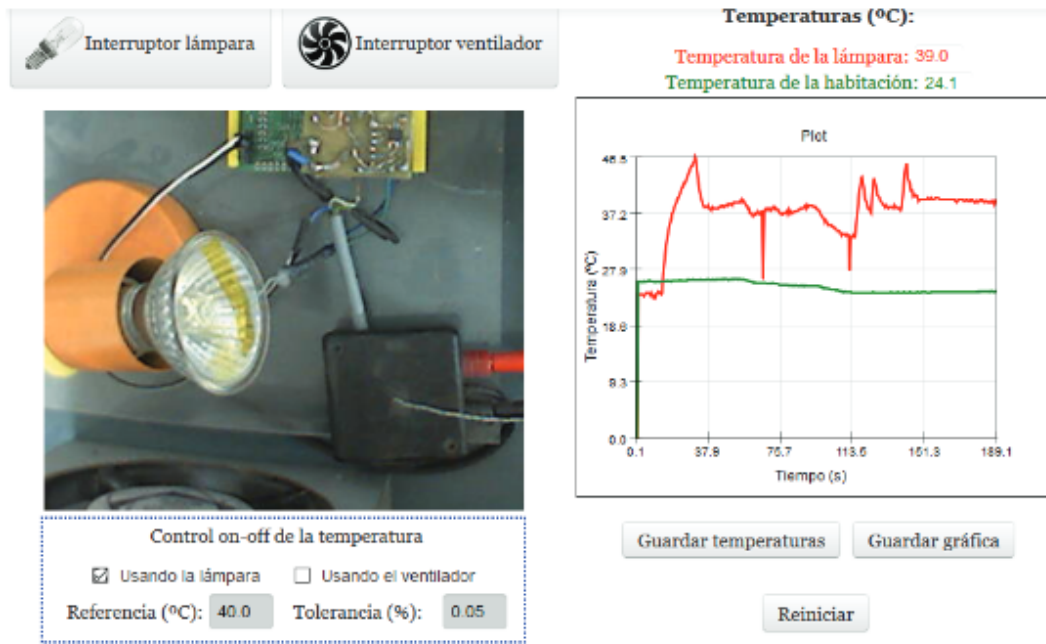 Interruptor lámpara
Interruptor ventilador
Temperaturas (ºC):
Temperatura de la lámpara: 39.0
Temperatura de la habitación: 24.1
Plot
46.5
37.2
27.9
18.6
9.3
0.0
Temperatura (ºC)
0.1 37.9 75.7 113.5 151.3 189.1
Tiempo (s)
Control on-off de la temperatura
Usando la lámpara
Usando el ventilador
Referencia (ºC): 40.0
Tolerancia (%): 0.05
Guardar temperaturas
Guardar gráfica
Reiniciar